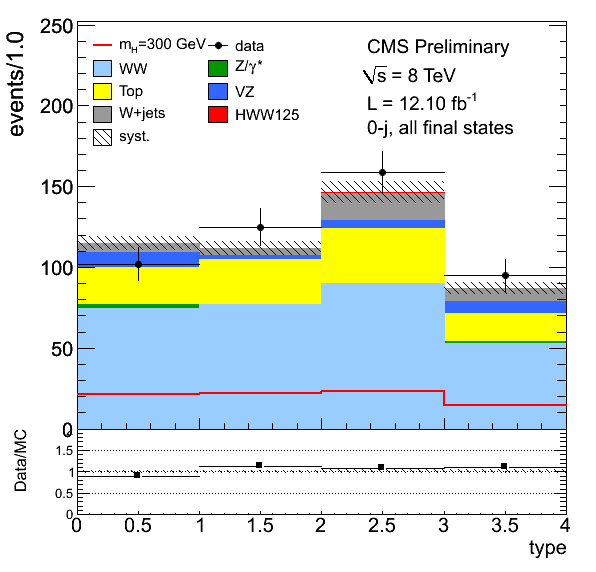 events/1.0
250
200
150
100
50
0
m_H=300 GeV
data
WW
Z/γ*
Top
VZ
W+jets
HWW125
syst.
CMS Preliminary
√s = 8 TeV
L = 12.10 fb⁻¹
0-j, all final states
Data/MC
2
1.5
1
0.5
0
0 0.5 1 1.5 2 2.5 3 3.5 4
type